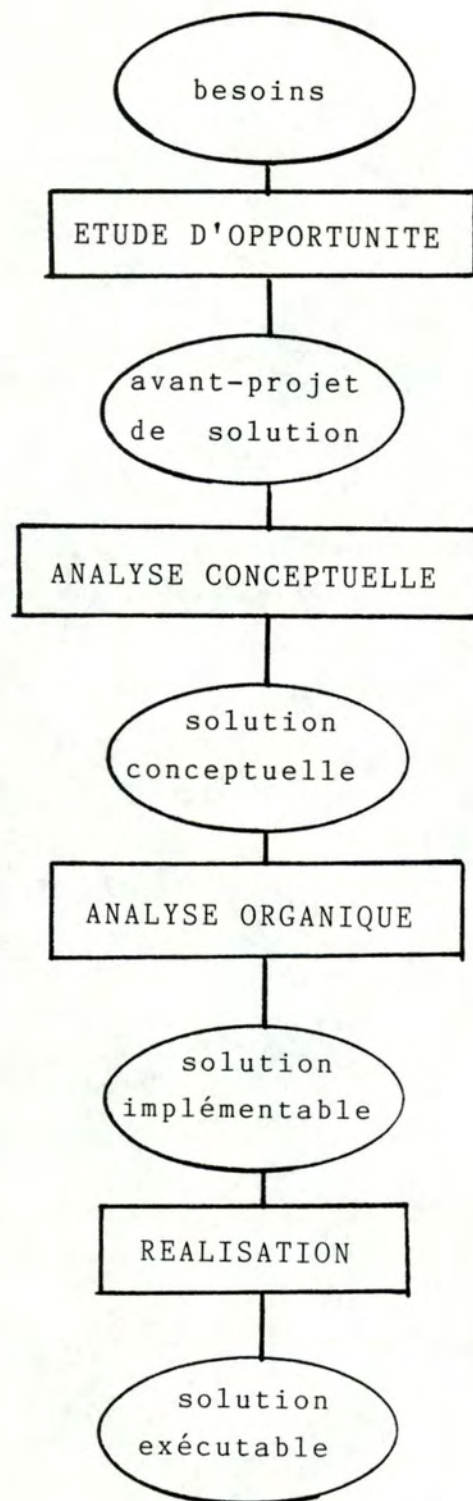 besoins
ETUDE D'OPPORTUNITE
avant-projet
de solution
ANALYSE CONCEPTUELLE
solution
conceptuelle
ANALYSE ORGANIQUE
solution
implémentable
REALISATION
solution
exécutable